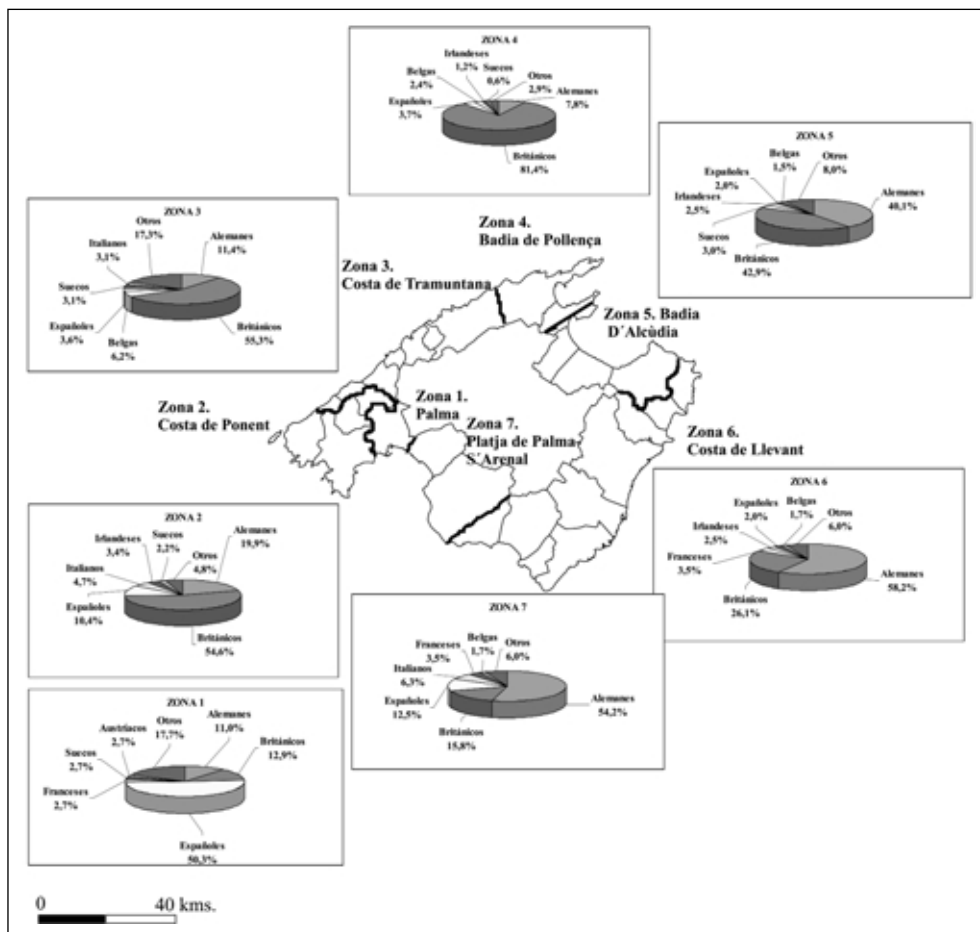 ZONA 4
Irlandeses
1,2%
Suecos
0,6%
Belgas
2,4%
Otros
2,9%
Alemanes
7,8%
Españoles
3,7%
Británicos
81,4%
ZONA 5
Belgas
1,5%
Otros
8,0%
Españoles
2,0%
Alemanes
40,1%
Irlandeses
2,5%
Suecos
3,0%
Británicos
42,9%
ZONA 3
Otros
17,3%
Alemanes
11,4%
Italianos
3,1%
Suecos
3,1%
Españoles
3,6%
Belgas
6,2%
Británicos
55,3%
Zona 4.
Badia de Pollença
Zona 3.
Costa de Tramuntana
Zona 5. Badia
D´Alcùdia
Zona 2.
Costa de Ponent
Zona 1.
Palma
Zona 7.
Platja de Palma-
S´Arenal
Zona 6.
Costa de Llevant
ZONA 6
Españoles
2,0%
Belgas
1,7%
Otros
6,0%
Irlandeses
2,5%
Franceses
3,5%
Alemanes
58,2%
Británicos
26,1%
ZONA 2
Irlandeses
3,4%
Suecos
2,2%
Alemanes
19,9%
Otros
4,8%
Italianos
4,7%
Españoles
10,4%
Británicos
54,6%
ZONA 7
Franceses
3,5%
Belgas
1,7%
Otros
6,0%
Italianos
6,3%
Españoles
12,5%
Alemanes
54,2%
Británicos
15,8%
ZONA 1
Austríacos
2,7%
Otros
17,7%
Alemanes
11,0%
Británicos
12,9%
Suecos
2,7%
Franceses
2,7%
Españoles
50,3%
0 40 kms.